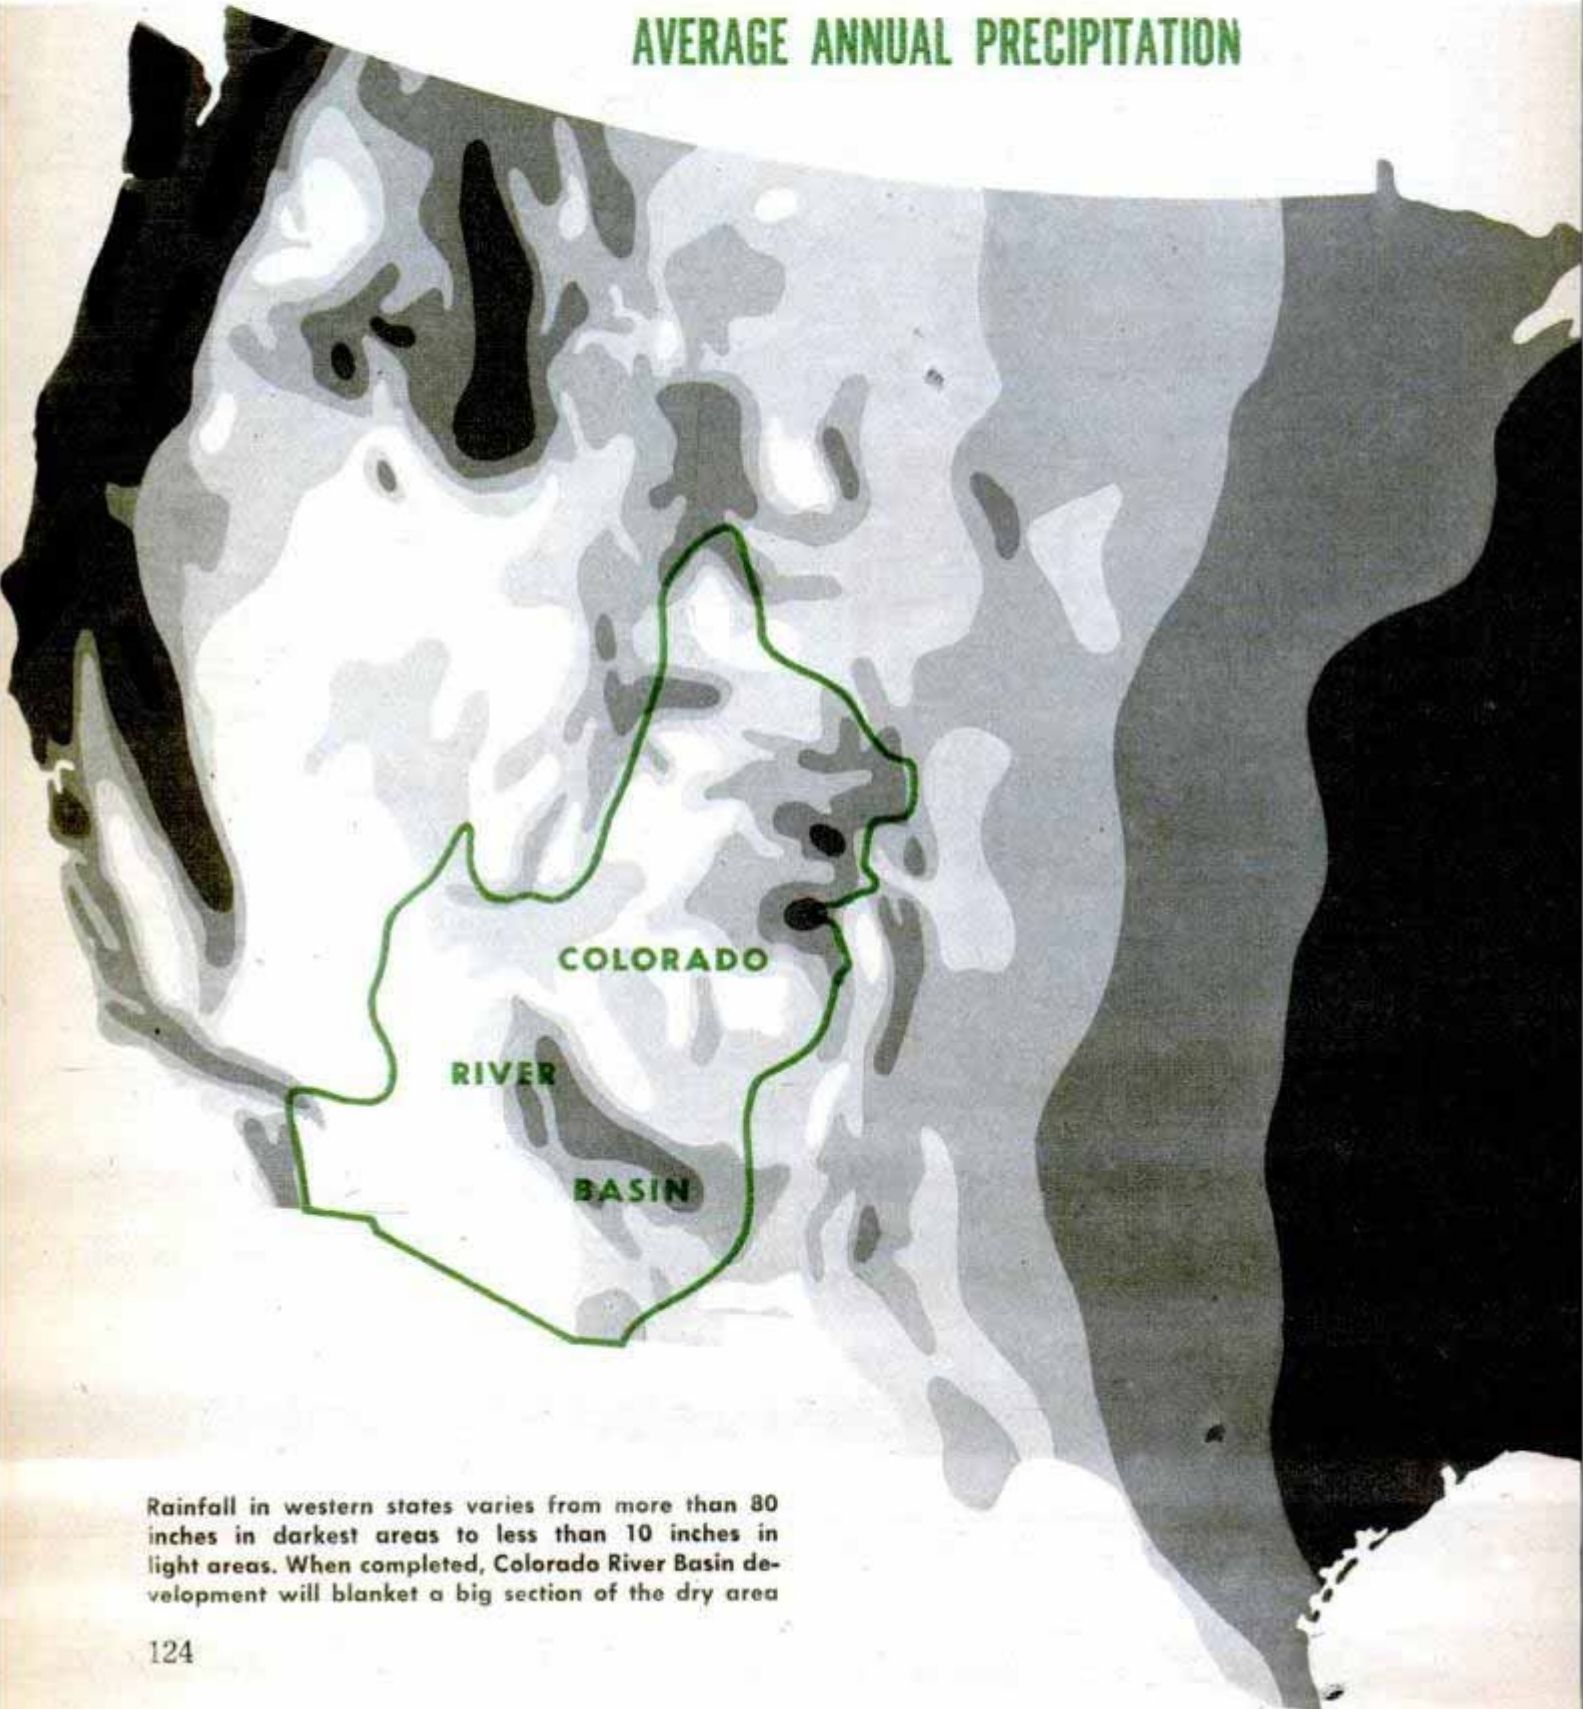 AVERAGE ANNUAL PRECIPITATION
COLORADO
RIVER
BASIN
Rainfall in western states varies from more than 80
inches in darkest areas to less than 10 inches in
light areas. When completed, Colorado River Basin de-
velopment will blanket a big section of the dry area
124